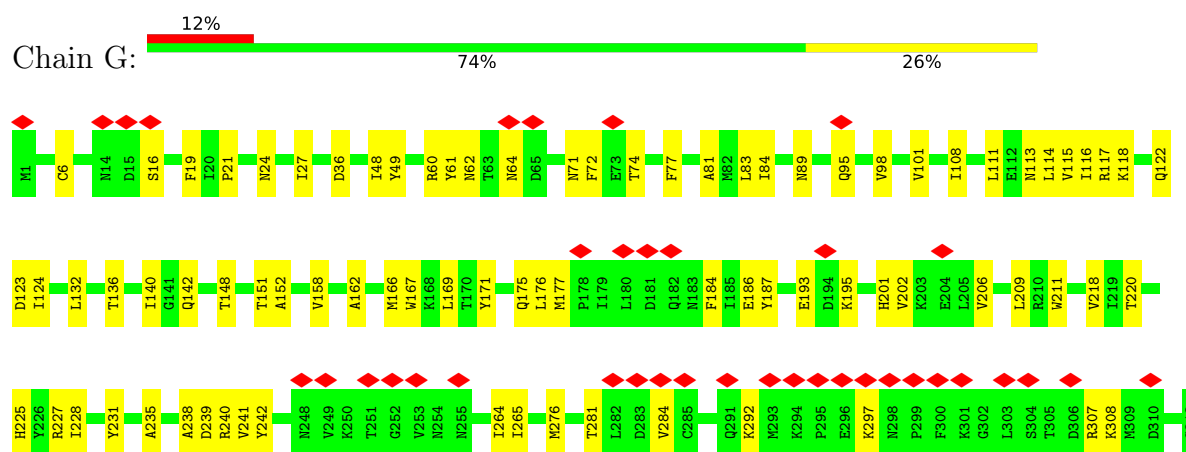 12%
Chain G:
74% 26%
M1 C6 N14 D15 S16 F19 I20 P21 N24 I27 D36 I48 Y49 R60 Y61 N62 T63 N64 D65 N71 F72 E73 T74 F77 A81 M82 L83 I84 N89 Q95 V98 V101 I108 L111 E112 N113 L114 V115 I116 R117 K118 Q122
D123 I124 L132 T136 I140 G141 Q142 T148 T151 A152 V158 A162 M166 W167 K168 L169 T170 Y171 Q175 L176 M177 P178 I179 L180 D181 Q182 N183 F184 I185 E186 Y187 E193 D194 K195 H201 V202 K203 E204 L205 V206 L209 R210 W211 V218 I219 T220
H225 Y226 R227 I228 Y231 A235 A238 D239 R240 V241 Y242 N248 V249 K250 T251 G252 V253 N254 N255 I264 I265 M276 T281 L282 D283 V284 C285 Q291 K292 M293 K294 P295 E296 K297 N298 P299 F300 K301 G302 L303 S304 T305 D306 R307 K308 M309 D310